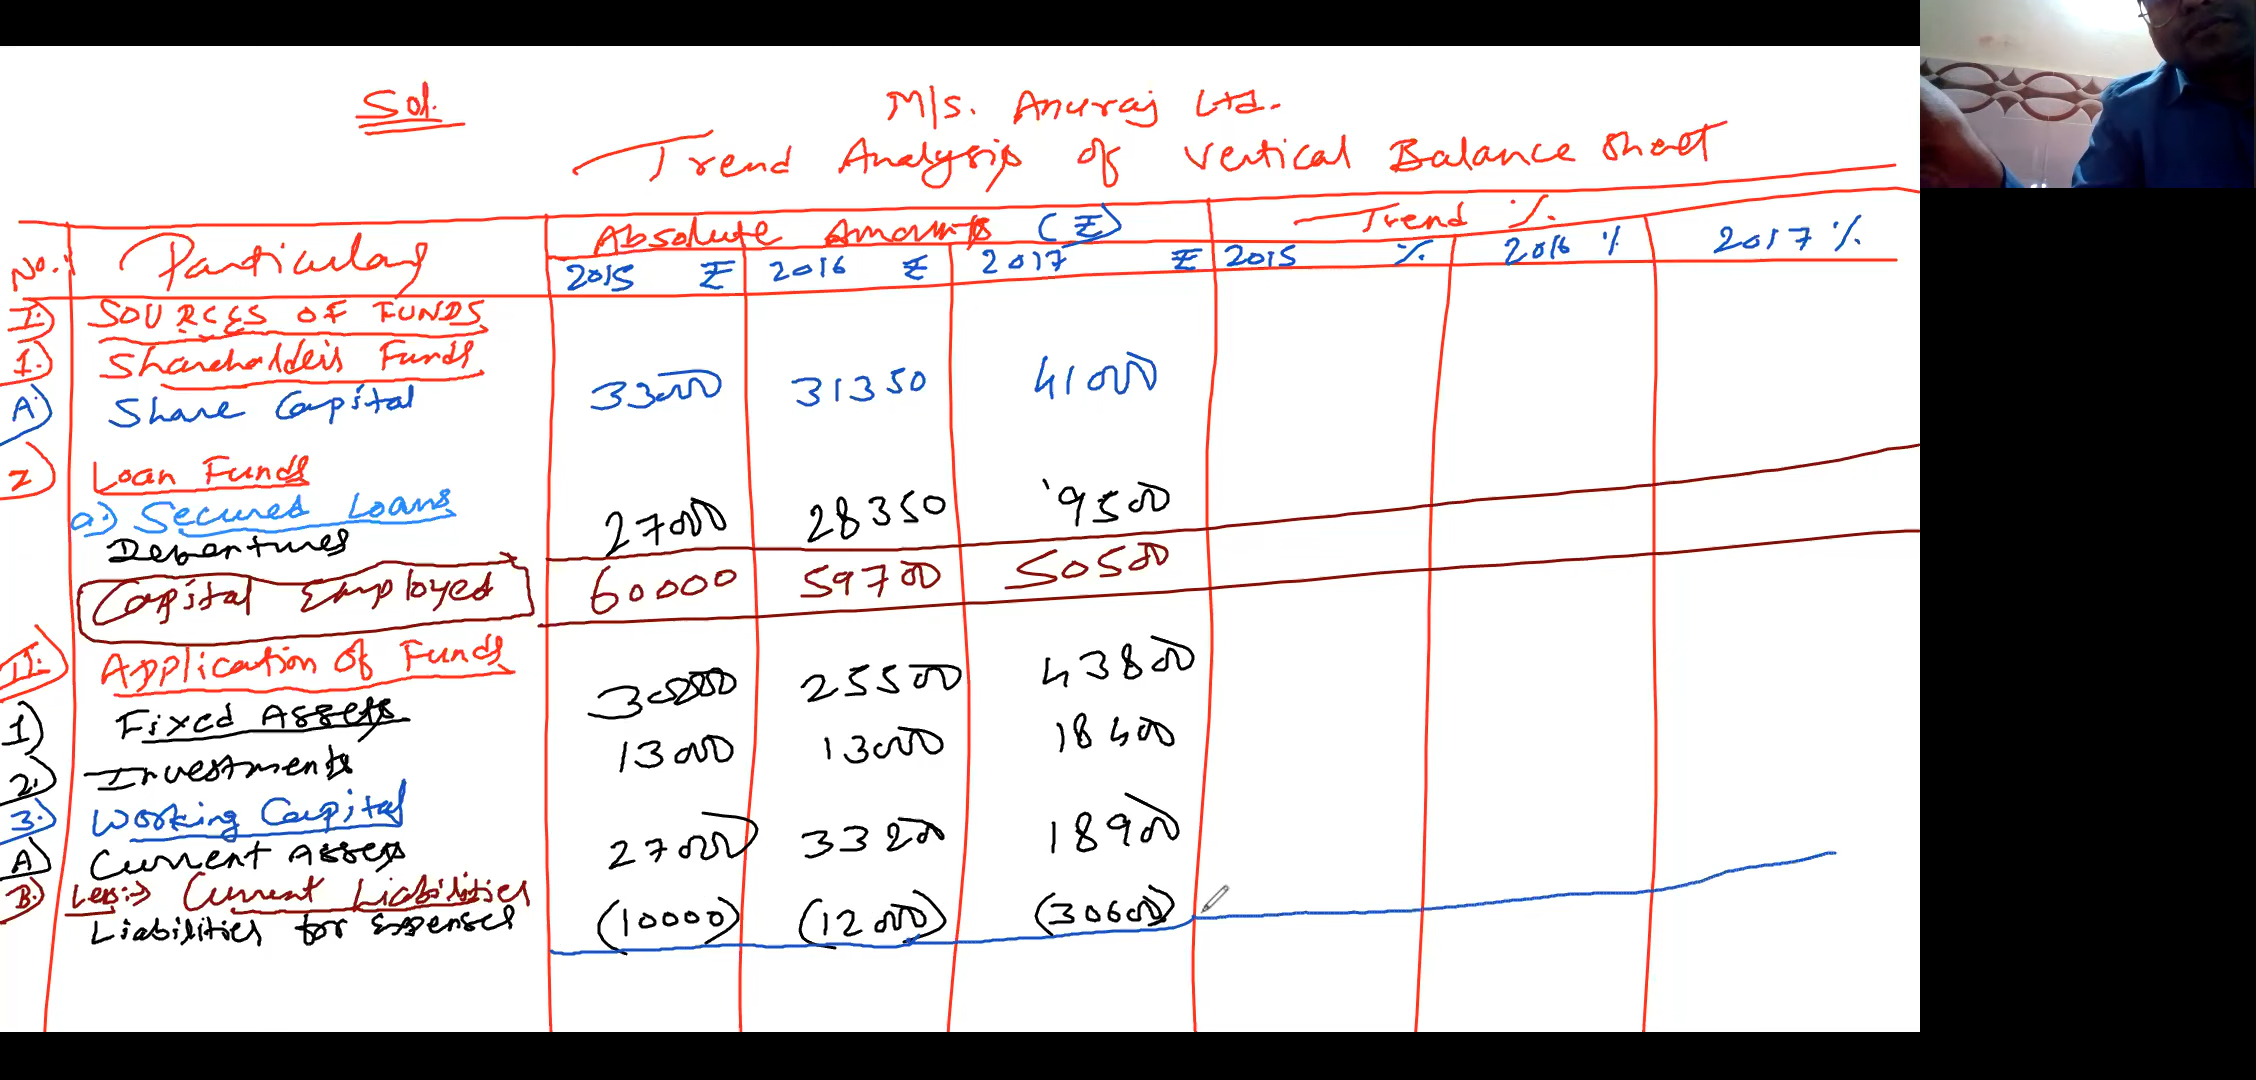 Sol.
M/s. Anuraj Ltd.
Trend Analysis of Vertical Balance Sheet
No. Particulars Absolute Amounts (₹) Trend %
2015 ₹ 2016 ₹ 2017 ₹ 2015 % 2016 % 2017 %
I) SOURCES OF FUNDS
1.) Shareholders Funds
A) Share Capital 33000 31350 41000
2) Loan Funds
a.) Secured Loans
Debentures 27000 28350 9500
Capital Employed 60000 59700 50500
II. Application Of Funds
1) Fixed Assets 30000 25500 43800
2.) Investments 13000 13000 18400
3.) Working Capital
A) Current Assets 27000 33200 18900
B.) Less:→ Current Liabilities
Liabilities for Expenses (10000) (12000) (30600)